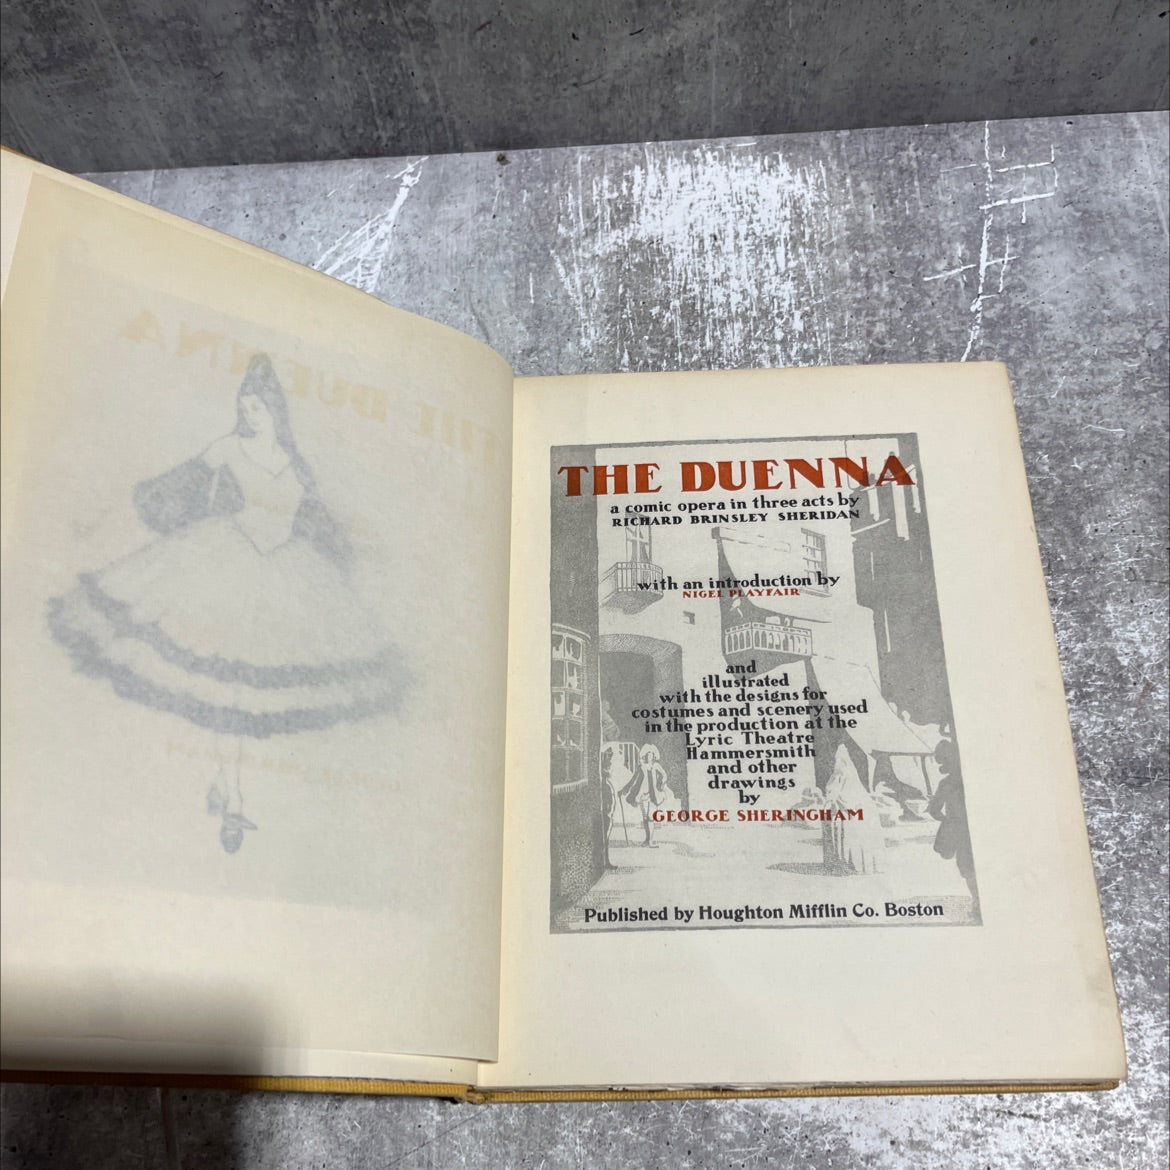 THE DUENNA
a comic opera in three acts by
RICHARD BRINSLEY SHERIDAN
with an introduction by
NIGEL PLAYFAIR
and
illustrated
with the designs for
costumes and scenery used
in the production at the
Lyric Theatre
Hammersmith
and other
drawings
by
GEORGE SHERINGHAM
Published by Houghton Mifflin Co. Boston
THE DUENNA